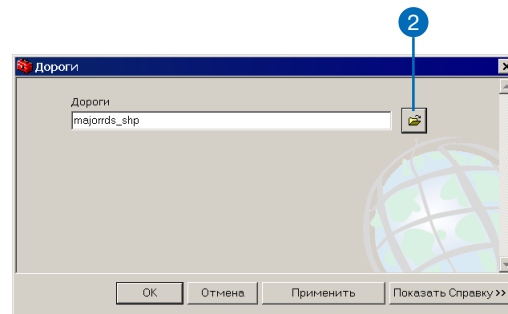 2
Дороги
Дороги
majorrds_shp
OK
Отмена
Применить
Показать Справку >>